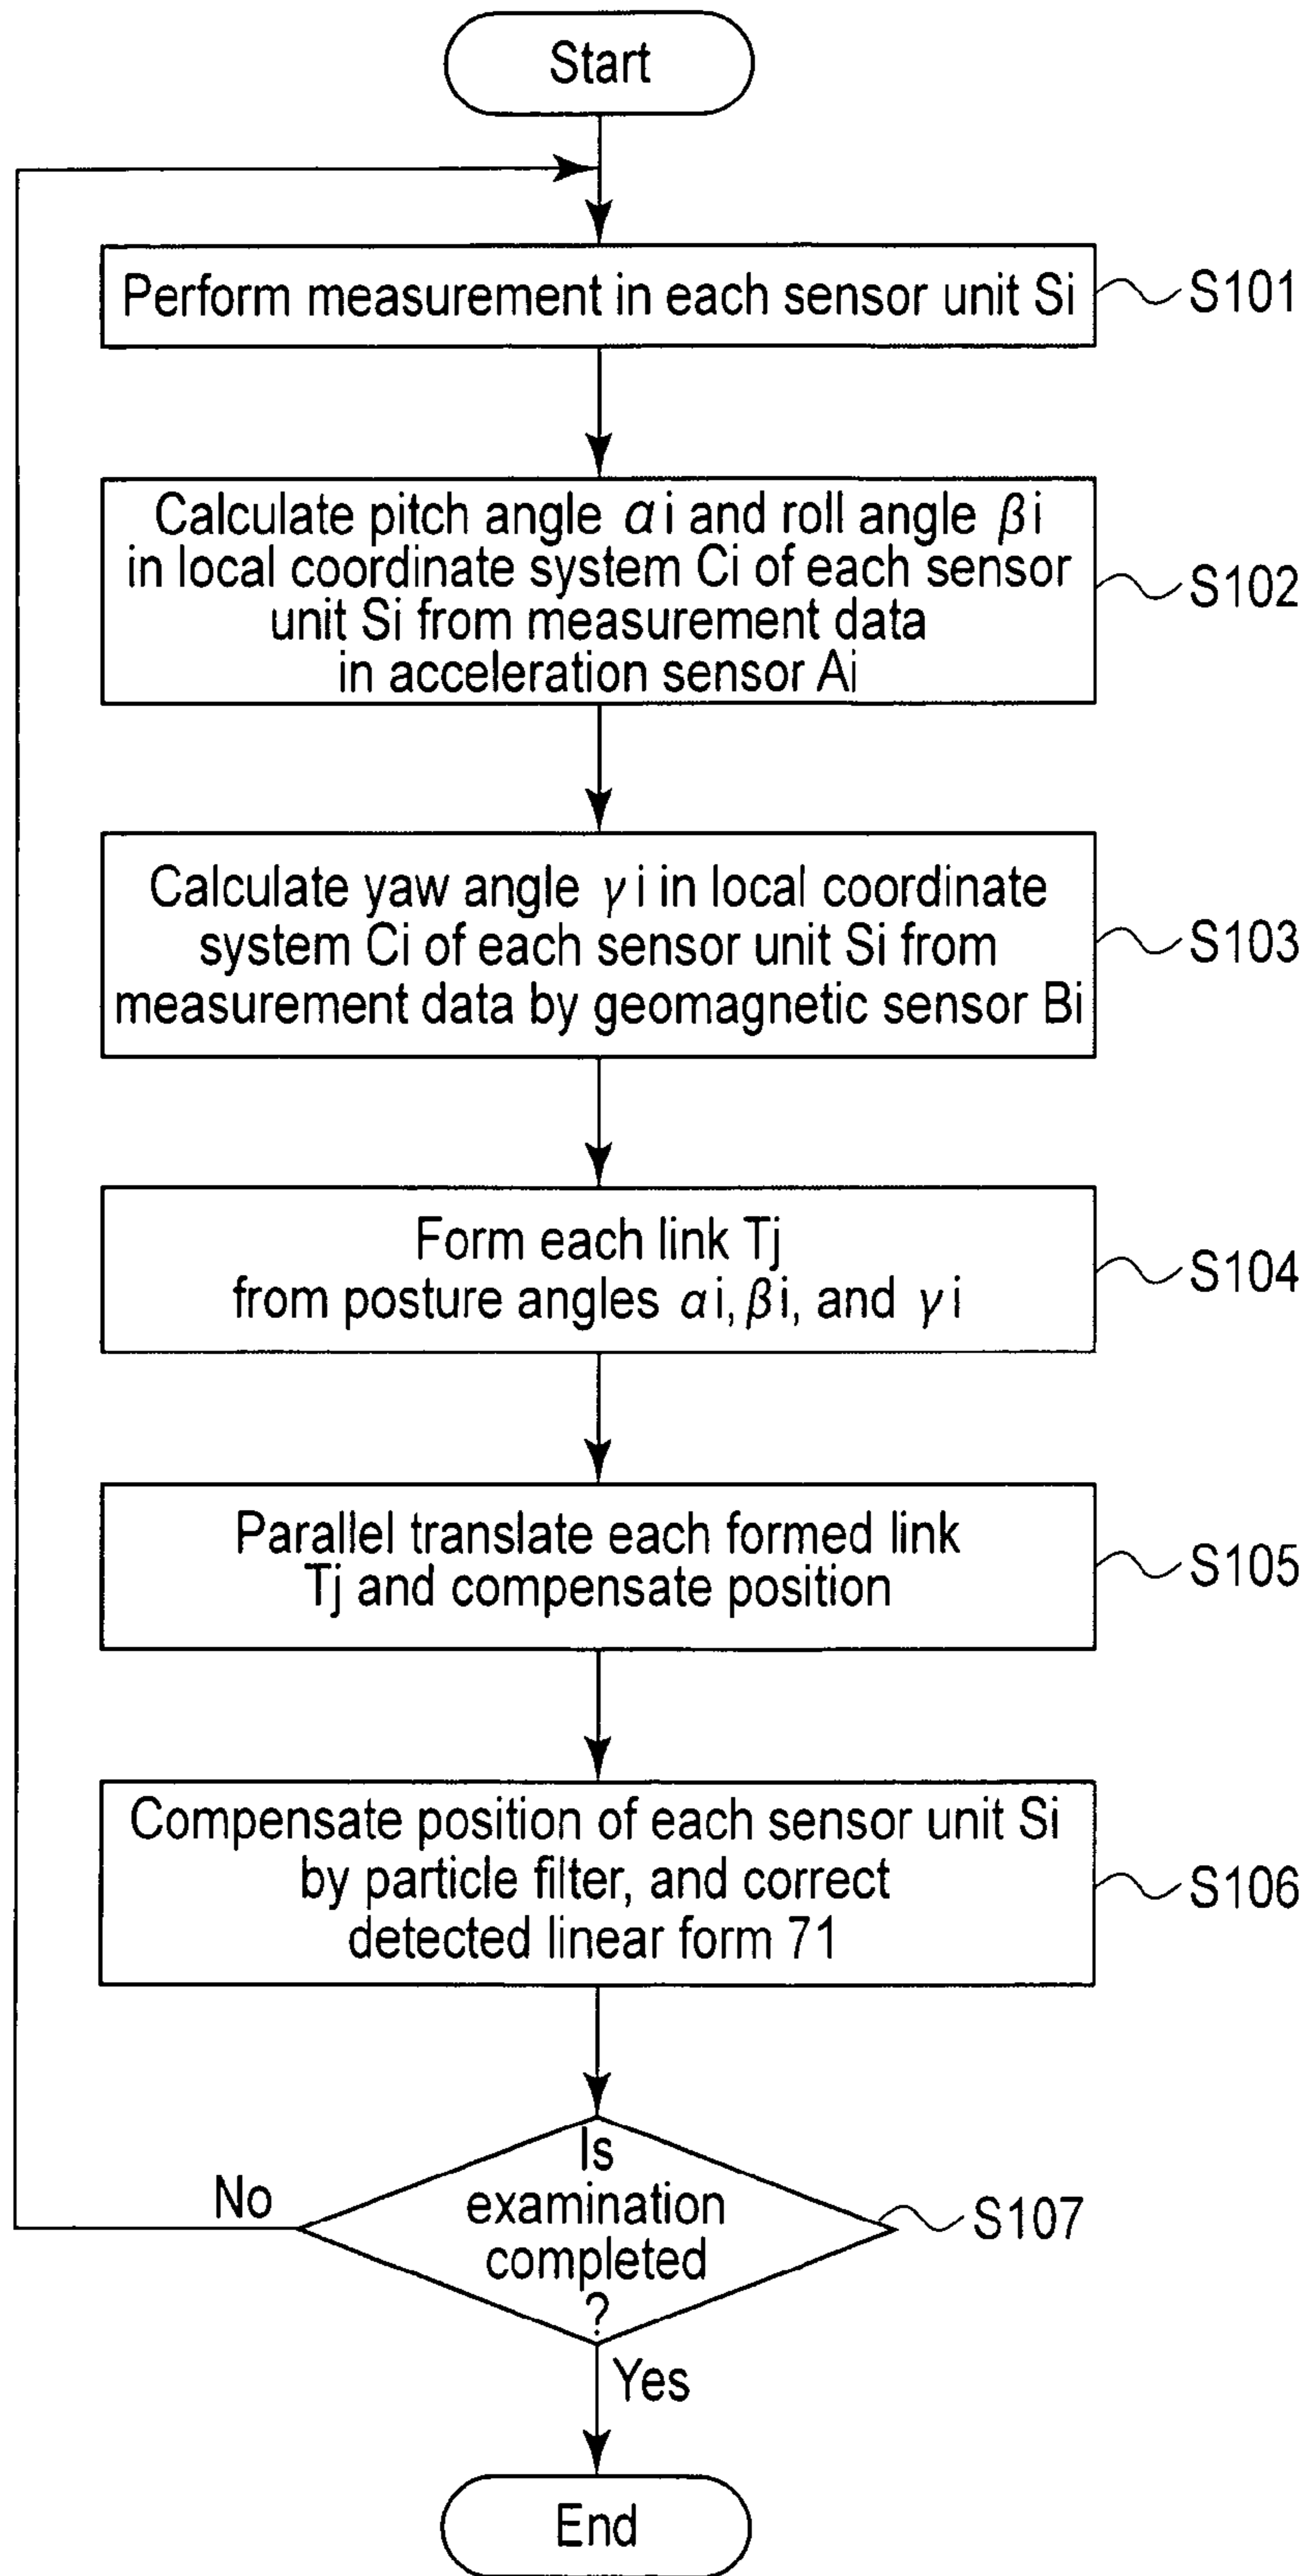 Start
Perform measurement in each sensor unit Si
S101
Calculate pitch angle αi and roll angle βi
in local coordinate system Ci of each sensor
unit Si from measurement data
in acceleration sensor Ai
S102
Calculate yaw angle γi in local coordinate
system Ci of each sensor unit Si from
measurement data by geomagnetic sensor Bi
S103
Form each link Tj
from posture angles αi, βi, and γi
S104
Parallel translate each formed link
Tj and compensate position
S105
Compensate position of each sensor unit Si
by particle filter, and correct
detected linear form 71
S106
Is
examination
completed
?
No
S107
Yes
End